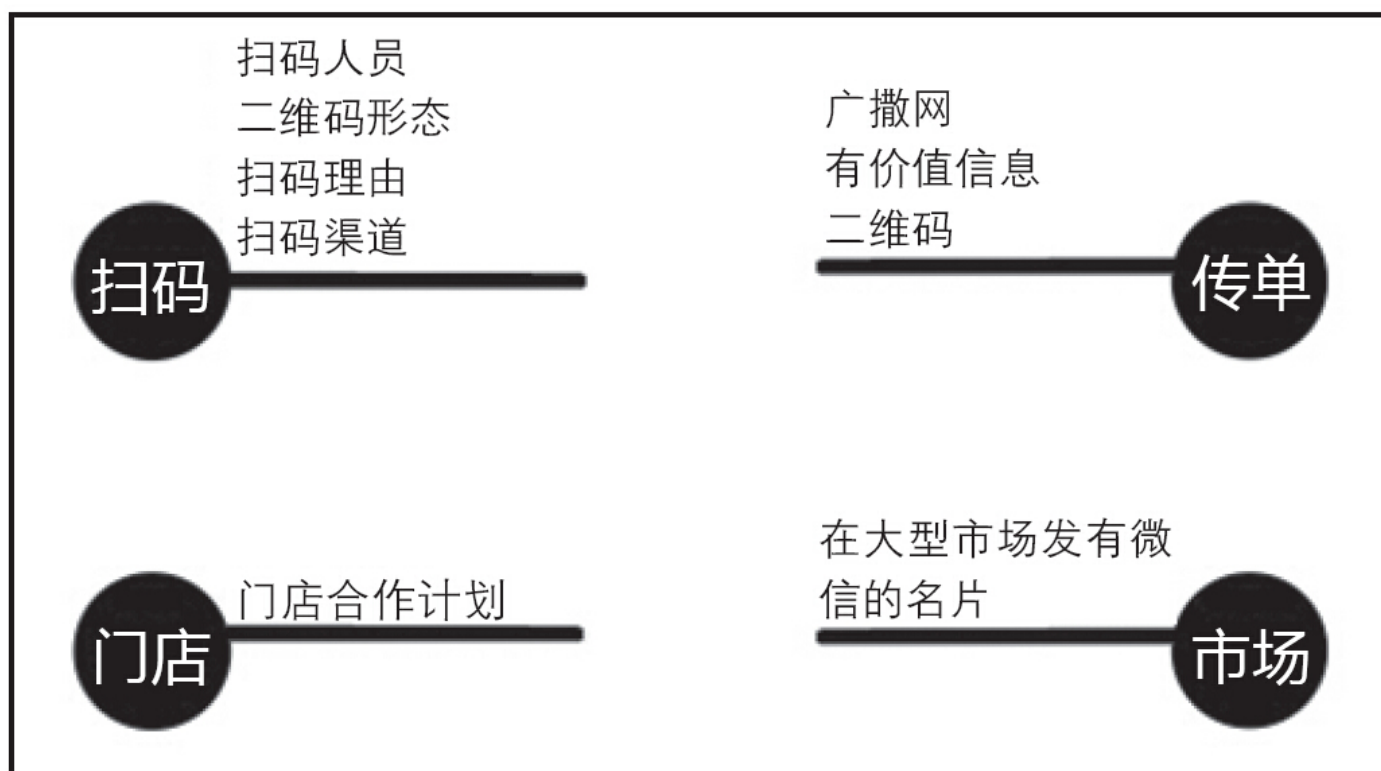 扫码人员
二维码形态
扫码理由
扫码渠道
扫码
广撒网
有价值信息
二维码
传单
门店合作计划
门店
在大型市场发有微
信的名片
市场